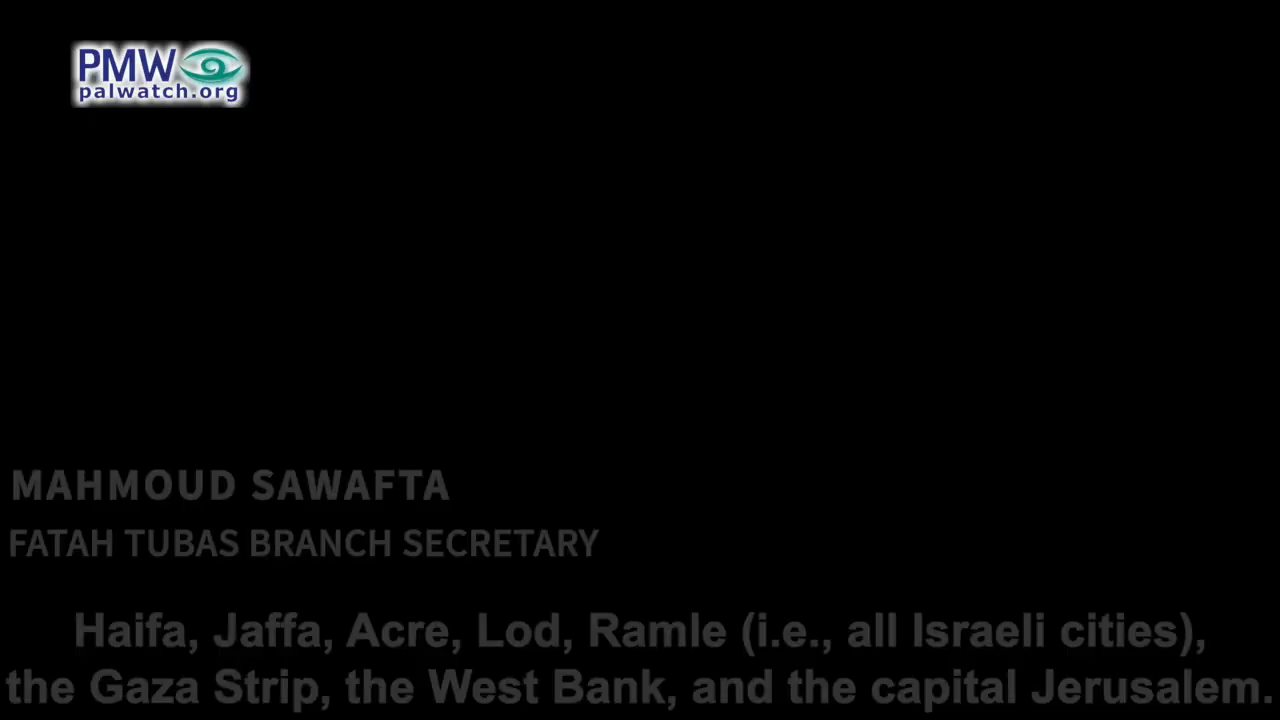 PMW
palwatch.org
MAHMOUD SAWAFTA
FATAH TUBAS BRANCH SECRETARY
Haifa, Jaffa, Acre, Lod, Ramle (i.e., all Israeli cities),
the Gaza Strip, the West Bank, and the capital Jerusalem.